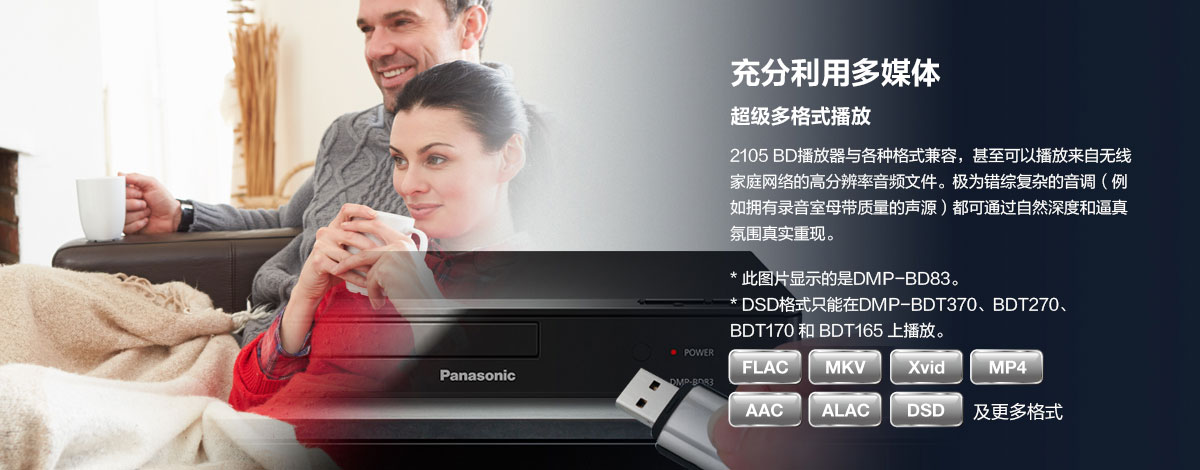 充分利用多媒体
超级多格式播放
2105 BD播放器与各种格式兼容，甚至可以播放来自无线
家庭网络的高分辨率音频文件。极为错综复杂的音调（例
如拥有录音室母带质量的声源）都可通过自然深度和逼真
氛围真实重现。
* 此图片显示的是DMP-BD83。
* DSD格式只能在DMP-BDT370、BDT270、
BDT170 和 BDT165 上播放。
POWER
Panasonic
DMP-BD83
FLAC MKV Xvid MP4
AAC ALAC DSD 及更多格式